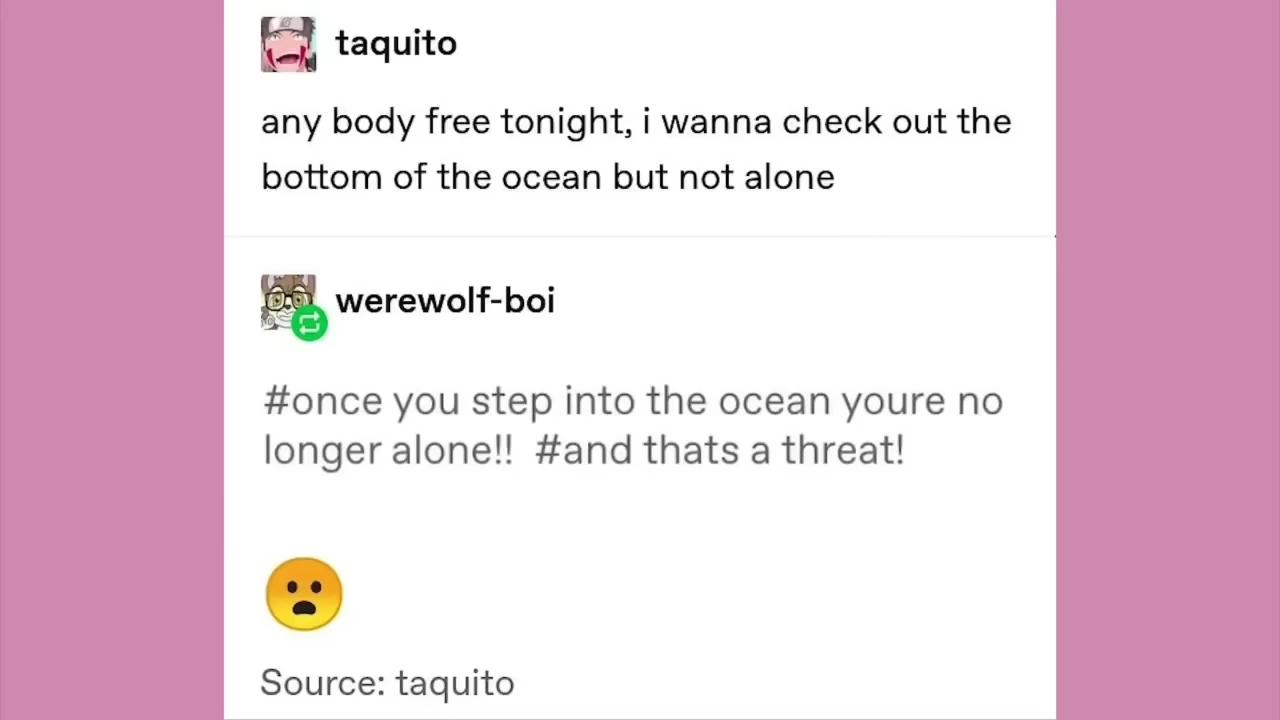 taquito
any body free tonight, i wanna check out the
bottom of the ocean but not alone
werewolf-boi
#once you step into the ocean youre no
longer alone!!  #and thats a threat!
😮
Source: taquito